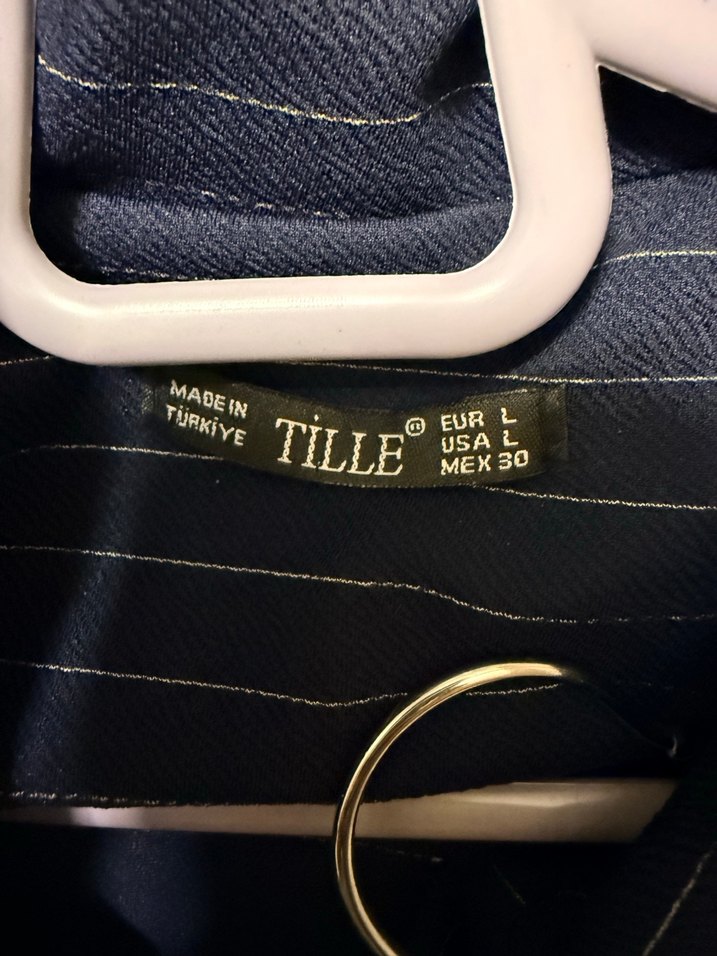 MADE IN
TÜRKİYE
TİLLE®
EUR L
USA L
MEX 30